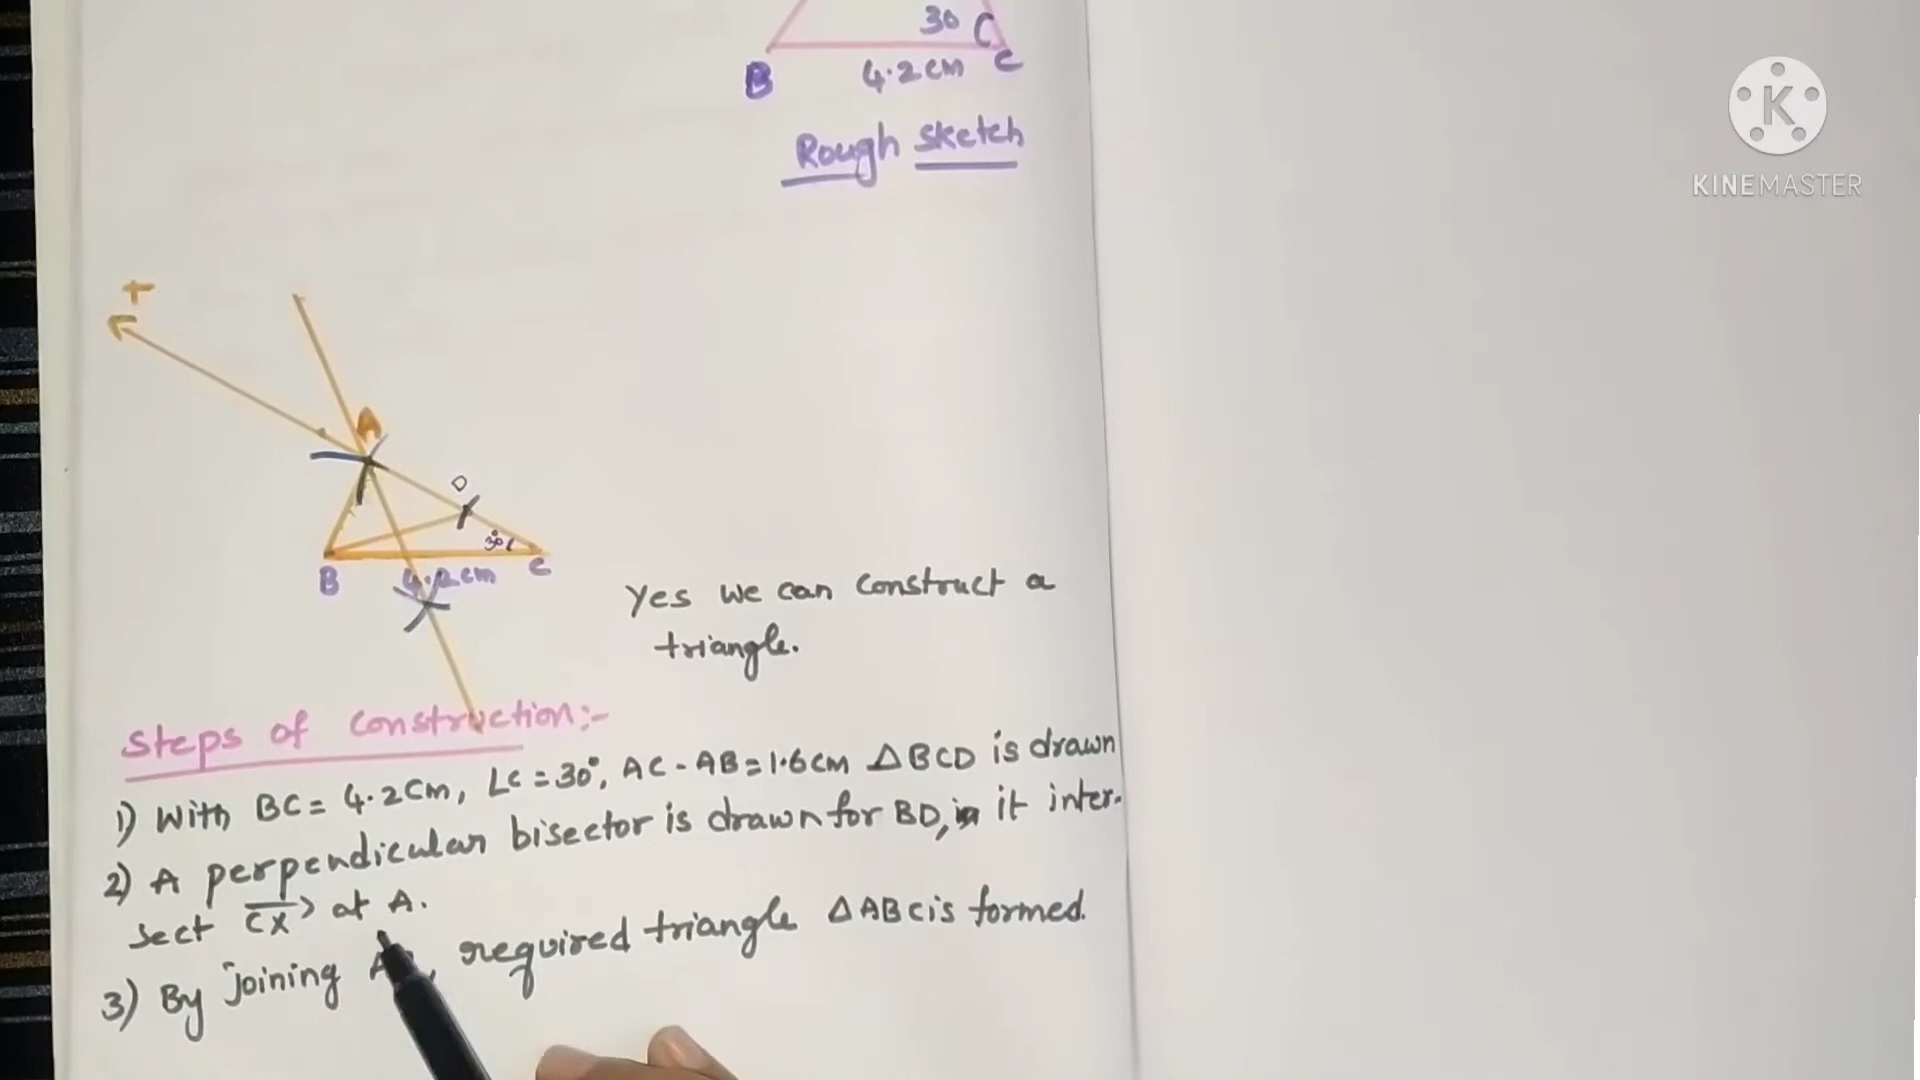 30
C
B
4.2cm
C
Rough Sketch
KINEMASTER
A
D
30°
B
4.2cm
C
Yes we can construct a
triangle.
Steps of Construction:-
1) With BC = 4.2cm, ∠C = 30°, AC - AB = 1.6cm △BCD is drawn
2) A perpendicular bisector is drawn for BD, it inter-
sect CX→ at A.
3) By joining required triangle △ABC is formed.